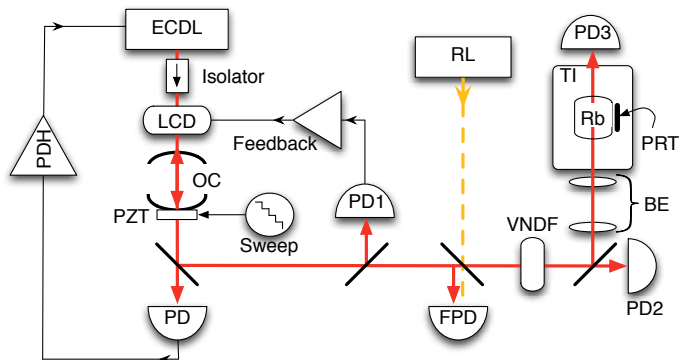 ECDL
RL
PD3
Isolator
TI
LCD
Rb
Feedback
PDH
PRT
OC
PD1
BE
PZT
VNDF
Sweep
PD
FPD
PD2